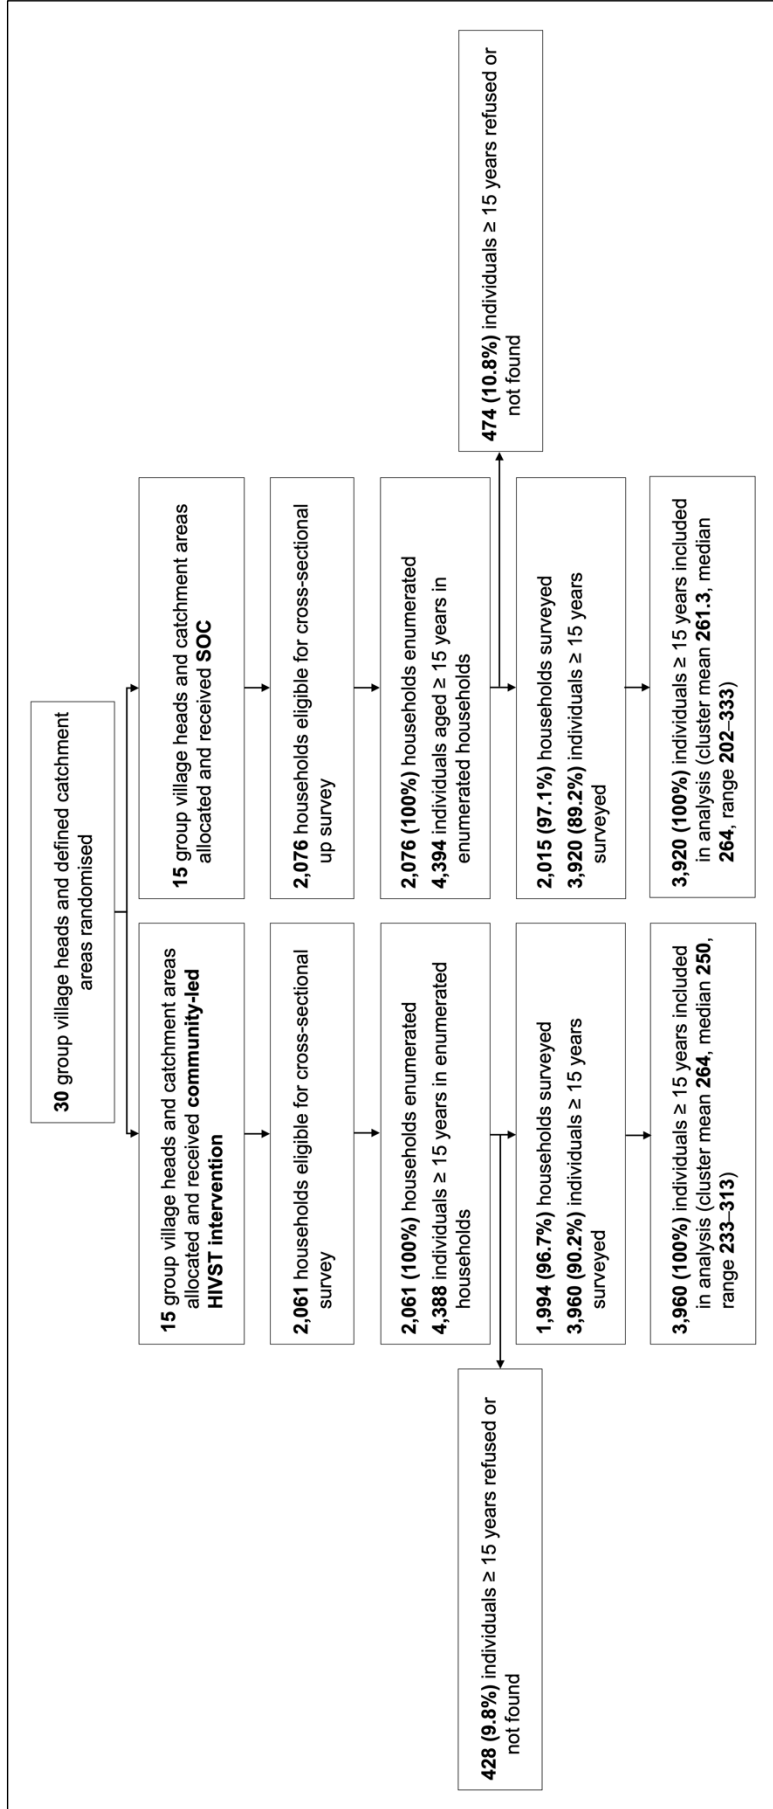 30 group village heads and defined catchment
areas randomised
15 group village heads and catchment areas
allocated and received community-led
HIVST intervention
15 group village heads and catchment areas
allocated and received SOC
2,061 households eligible for cross-sectional
survey
2,076 households eligible for cross-sectional
up survey
2,061 (100%) households enumerated
4,388 individuals ≥ 15 years in enumerated
households
2,076 (100%) households enumerated
4,394 individuals aged ≥ 15 years in
enumerated households
428 (9.8%) individuals ≥ 15 years refused or
not found
474 (10.8%) individuals ≥ 15 years refused or
not found
1,994 (96.7%) households surveyed
3,960 (90.2%) individuals ≥ 15 years
surveyed
2,015 (97.1%) households surveyed
3,920 (89.2%) individuals ≥ 15 years
surveyed
3,960 (100%) individuals ≥ 15 years included
in analysis (cluster mean 264, median 250,
range 233–313)
3,920 (100%) individuals ≥ 15 years included
in analysis (cluster mean 261.3, median
264, range 202–333)